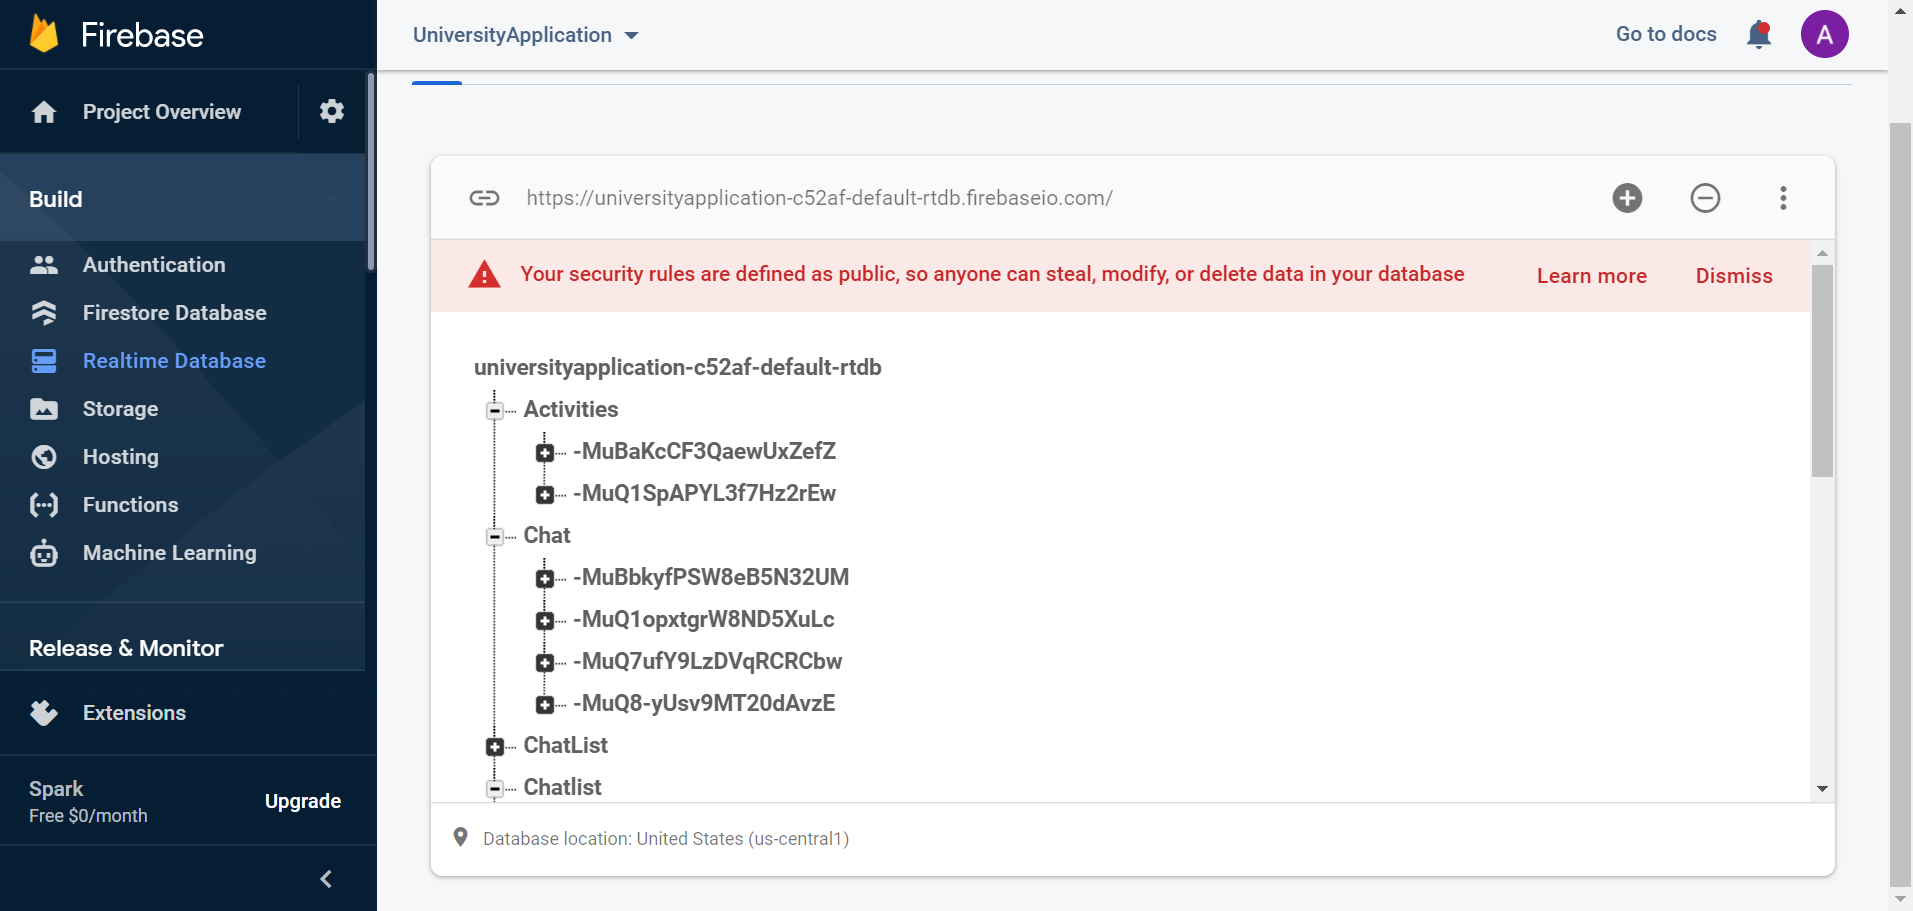 Firebase
Project Overview
Build
Authentication
Firestore Database
Realtime Database
Storage
Hosting
Functions
Machine Learning
Release & Monitor
Extensions
Spark
Free $0/month
Upgrade
UniversityApplication
Go to docs
A
https://universityapplication-c52af-default-rtdb.firebaseio.com/
Your security rules are defined as public, so anyone can steal, modify, or delete data in your database
Learn more
Dismiss
universityapplication-c52af-default-rtdb
Activities
-MuBaKcCF3QaewUxZefZ
-MuQ1SpAPYL3f7Hz2rEw
Chat
-MuBbkyfPSW8eB5N32UM
-MuQ1opxtgrW8ND5XuLc
-MuQ7ufY9LzDVqRCRCbw
-MuQ8-yUsv9MT20dAvzE
ChatList
Chatlist
Database location: United States (us-central1)